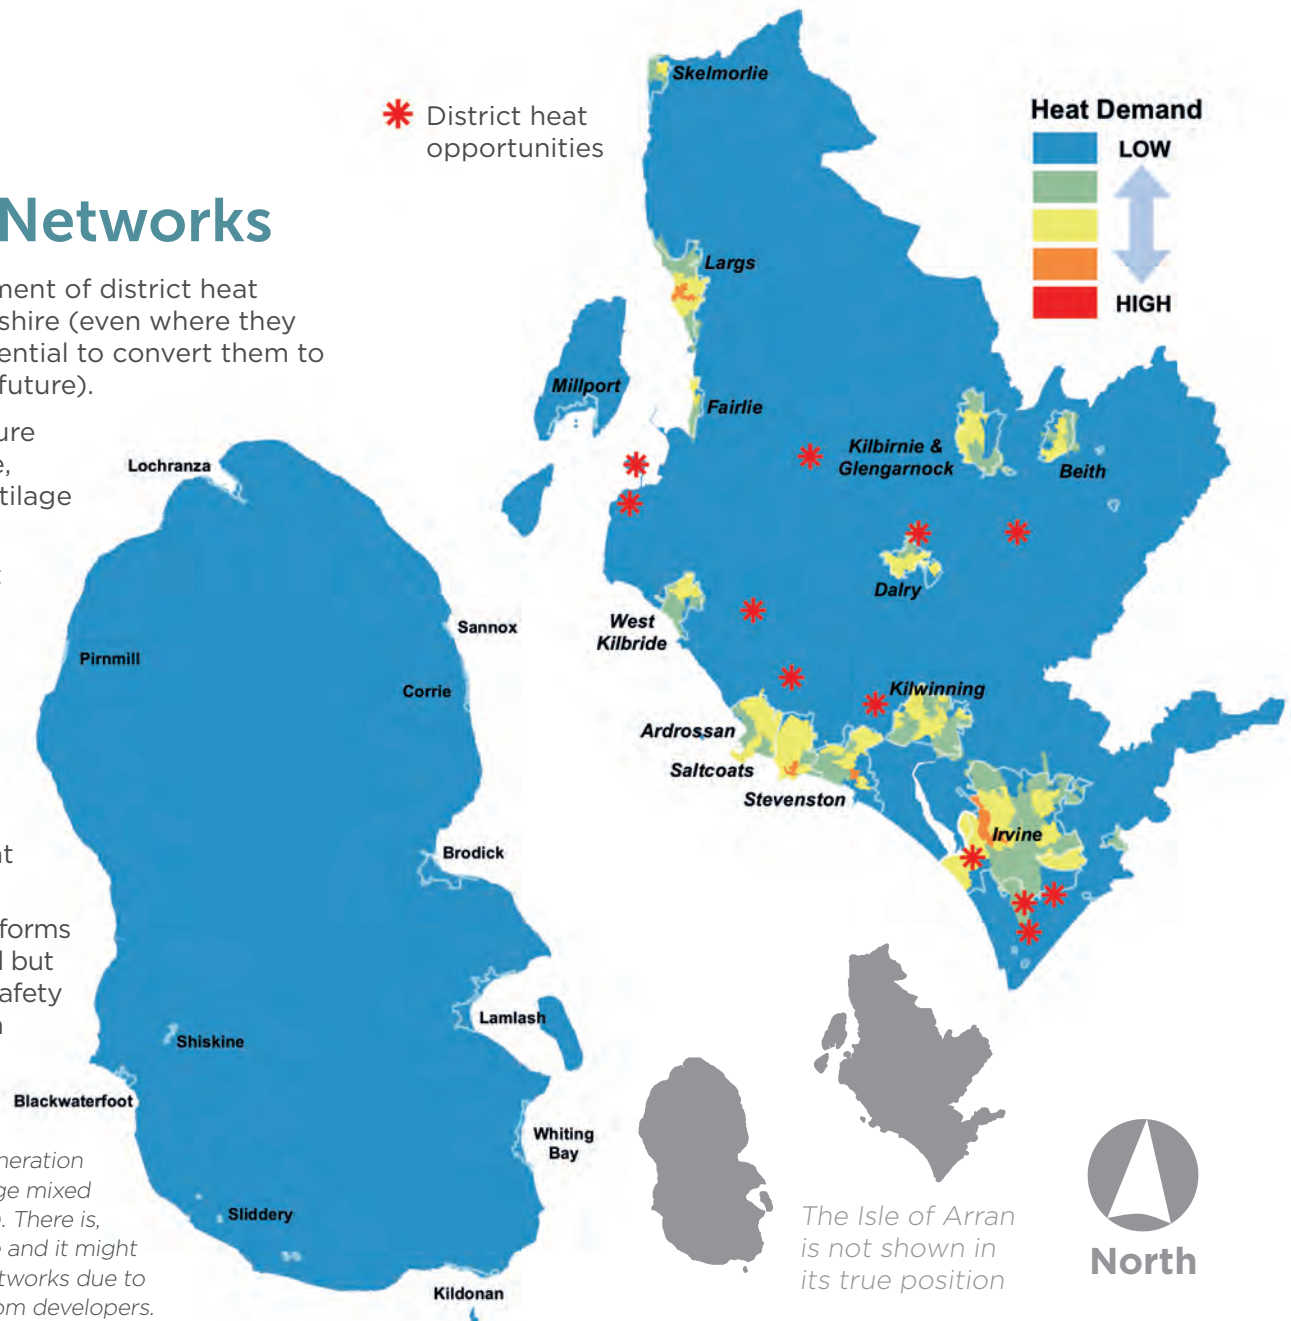 District heat
opportunities
Networks
ment of district heat
shire (even where they
ential to convert them to
future).
ure
e,
tilage
t
at
forms
l but
afety
n
neration
ge mixed
n. There is,
e and it might
etworks due to
om developers.
Heat Demand
LOW
HIGH
Skelmorlie
Largs
Millport
Fairlie
Kilbirnie &
Glengarnock
Beith
Dalry
West
Kilbride
Kilwinning
Ardrossan
Saltcoats
Stevenston
Irvine
Lochranza
Sannox
Pirnmill
Corrie
Brodick
Lamlash
Shiskine
Blackwaterfoot
Whiting
Bay
Sliddery
Kildonan
The Isle of Arran
is not shown in
its true position
North